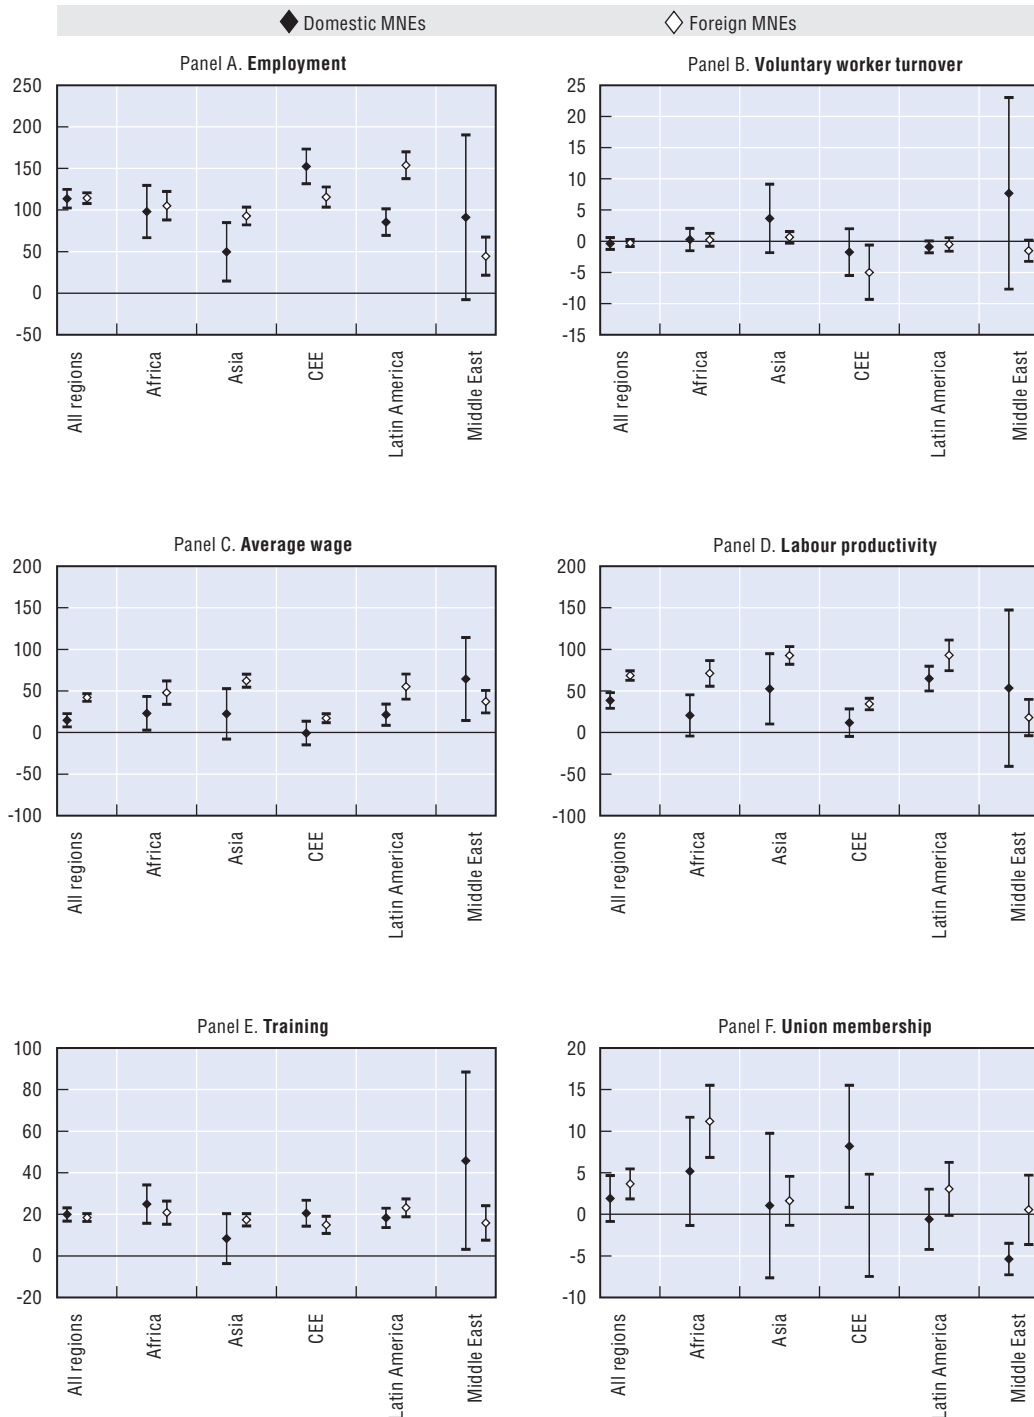 Domestic MNEs Foreign MNEs
Panel A. Employment
250
200
150
100
50
0
-50
All regions
Africa
Asia
CEE
Latin America
Middle East
Panel B. Voluntary worker turnover
25
20
15
10
5
0
-5
-10
-15
All regions
Africa
Asia
CEE
Latin America
Middle East
Panel C. Average wage
200
150
100
50
0
-50
-100
All regions
Africa
Asia
CEE
Latin America
Middle East
Panel D. Labour productivity
200
150
100
50
0
-50
-100
All regions
Africa
Asia
CEE
Latin America
Middle East
Panel E. Training
100
80
60
40
20
0
-20
All regions
Africa
Asia
CEE
Latin America
Middle East
Panel F. Union membership
20
15
10
5
0
-5
-10
All regions
Africa
Asia
CEE
Latin America
Middle East